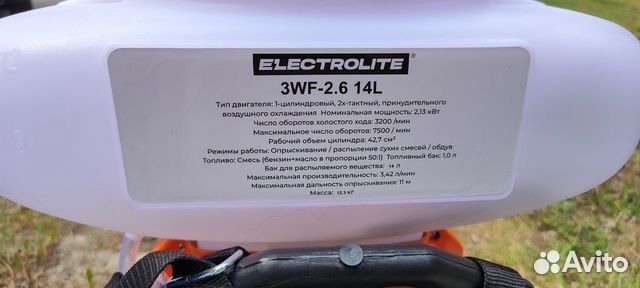 ELECTROLITE®
3WF-2.6 14L
Тип двигателя: 1-цилиндровый, 2х-тактный, принудительного
воздушного охлаждения Номинальная мощность: 2,13 кВт
Число оборотов холостого хода: 3200 /мин
Максимальное число оборотов: 7500 / мин
Рабочий объем цилиндра: 42,7 см³
Режимы работы: Опрыскивание / распыление сухих смесей / обдув
Топливо: Смесь (бензин+масло в пропорции 50:1) Топливный бак: 1,0 л
Бак для распыляемого вещества: 14 л
Максимальная производительность: 3,42 л/мин
Максимальная дальность опрыскивания: 11 м
Масса: 12.3 КГ
Avito